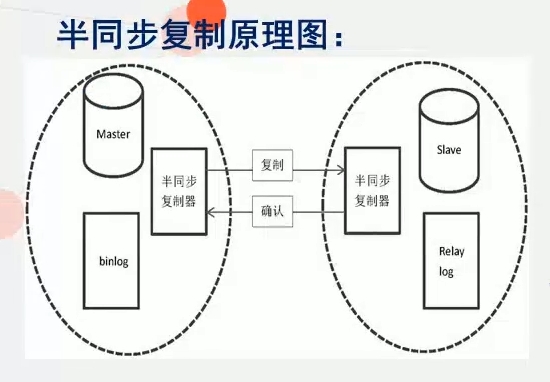 半同步复制原理图：
Master
半同步
复制器
binlog
复制
确认
半同步
复制器
Slave
Relay
log